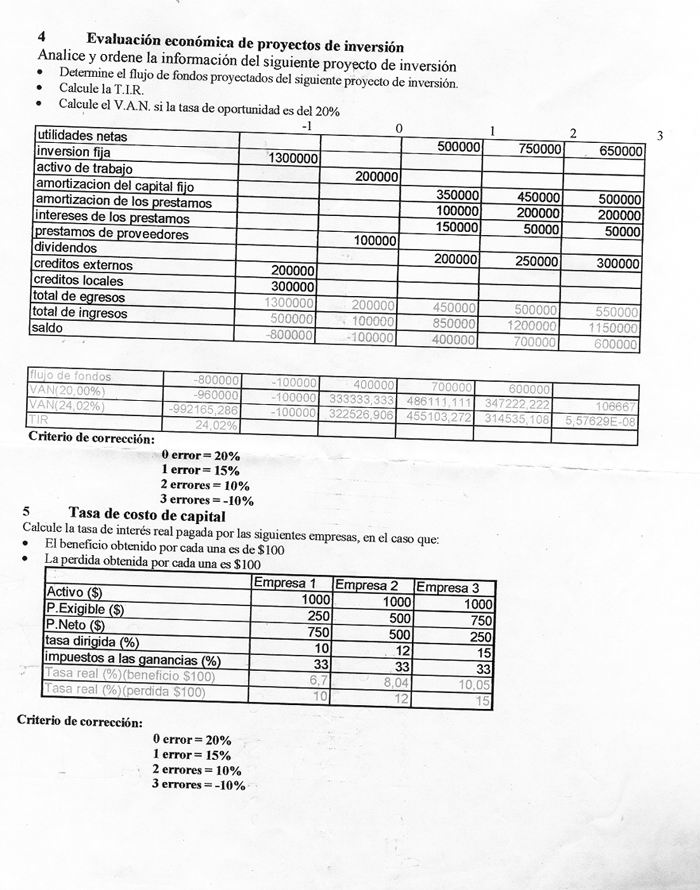 4 Evaluación económica de proyectos de inversión
Analice y ordene la información del siguiente proyecto de inversión
• Determine el flujo de fondos proyectados del siguiente proyecto de inversión.
• Calcule la T.I.R.
• Calcule el V.A.N. si la tasa de oportunidad es del 20%
-1 0 1 2 3
utilidades netas 500000 750000 650000
inversion fija 1300000
activo de trabajo 200000
amortizacion del capital fijo 350000 450000 500000
amortizacion de los prestamos 100000 200000 200000
intereses de los prestamos 150000 50000 50000
prestamos de proveedores 100000
dividendos 200000 250000 300000
creditos externos 200000
creditos locales 300000
total de egresos 1300000 200000 450000 500000 550000
total de ingresos 500000 100000 850000 1200000 1150000
saldo -800000 -100000 400000 700000 600000
flujo de fondos -800000 -100000 400000 700000 600000
VAN(20,00%) -960000 -100000 333333,333 486111,111 347222,222 106667
VAN(24,02%) -992165,286 -100000 322526,906 455103,272 314535,108 5,57629E-08
TIR 24,02%
Criterio de corrección:
0 error = 20%
1 error = 15%
2 errores = 10%
3 errores = -10%
5 Tasa de costo de capital
Calcule la tasa de interés real pagada por las siguientes empresas, en el caso que:
• El beneficio obtenido por cada una es de $100
• La perdida obtenida por cada una es $100
Empresa 1 Empresa 2 Empresa 3
Activo ($) 1000 1000 1000
P.Exigible ($) 250 500 750
P.Neto ($) 750 500 250
tasa dirigida (%) 10 12 15
impuestos a las ganancias (%) 33 33 33
Tasa real (%)(beneficio $100) 6,7 8,04 10,05
Tasa real (%)(perdida $100) 10 12 15
Criterio de corrección:
0 error = 20%
1 error = 15%
2 errores = 10%
3 errores = -10%